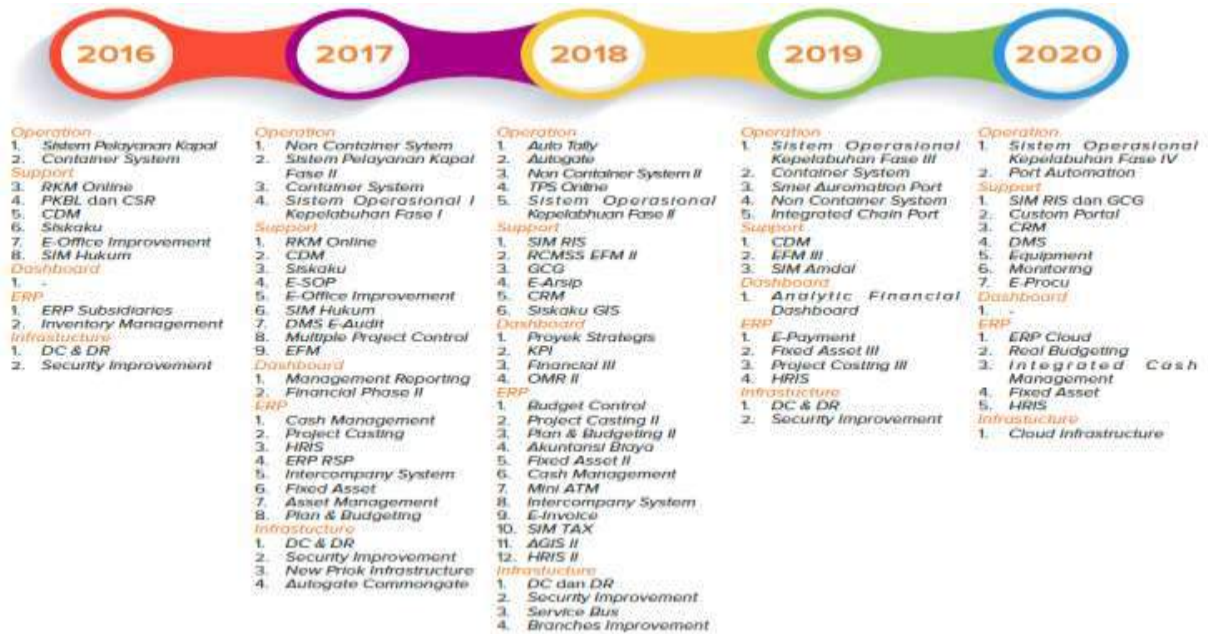 2016
2017
2018
2019
2020
Operation
1. Sistem Pelayanan Kapal
2. Container System
Support
3. RKM Online
4. PKBL dan CSR
5. CDM
6. Siskaku
7. E-Office Improvement
8. SIM Hukum
Dashboard
1. -
ERP
1. ERP Subsidiaries
2. Inventory Management
Infrastucture
1. DC & DR
2. Security Improvement
Operation
1. Non Container Sytem
2. Sistem Pelayanan Kapal
Fase II
3. Container System
4. Sistem Operasional I
Kepelabuhan Fase I
Support
1. RKM Online
2. CDM
3. Siskaku
4. E-SOP
5. E-Office Improvement
6. SIM Hukum
7. DMS E-Audit
8. Multiple Project Control
9. EFM
Dashboard
1. Management Reporting
2. Financial Phase II
ERP
1. Cash Management
2. Project Casting
3. HRIS
4. ERP RSP
5. Intercompany System
6. Fixed Asset
7. Asset Management
8. Plan & Budgeting
Infrastucture
1. DC & DR
2. Security Improvement
3. New Priok Infrastructure
4. Autogate Commongate
Operation
1. Auto Tally
2. Autogate
3. Non Container System II
4. TPS Online
5. Sistem Operasional
Kepelabhuan Fase II
Support
1. SIM RIS
2. RCMSS EFM II
3. GCG
4. E-Arsip
5. CRM
6. Siskaku GIS
Dashboard
1. Proyek Strategis
2. KPI
3. Financial III
4. OMR II
ERP
1. Budget Control
2. Project Casting II
3. Plan & Budgeting II
4. Akuntansi Biaya
5. Fixed Asset II
6. Cash Management
7. Mini ATM
8. Intercompany System
9. E-Invoice
10. SIM TAX
11. AGIS II
12. HRIS II
Infrastucture
1. DC dan DR
2. Security Improvement
3. Service Bus
4. Branches Improvement
Operation
1. Sistem Operasional
Kepelabuhan Fase III
2. Container System
3. Smet Auromation Port
4. Non Container System
5. Integrated Chain Port
Support
1. CDM
2. EFM III
3. SIM Amdal
Dashboard
1. Analytic Financial
Dashboard
ERP
1. E-Payment
2. Fixed Asset III
3. Project Costing III
4. HRIS
Infrastucture
1. DC & DR
2. Security Improvement
Operation
1. Sistem Operasional
Kepelabuhan Fase IV
2. Port Automation
Support
1. SIM RIS dan GCG
2. Custom Portal
3. CRM
4. DMS
5. Equipment
6. Monitoring
7. E-Procu
Dashboard
1. -
ERP
1. ERP Cloud
2. Real Budgeting
3. Integrated Cash
Management
4. Fixed Asset
5. HRIS
Infrastucture
1. Cloud Infrastucture